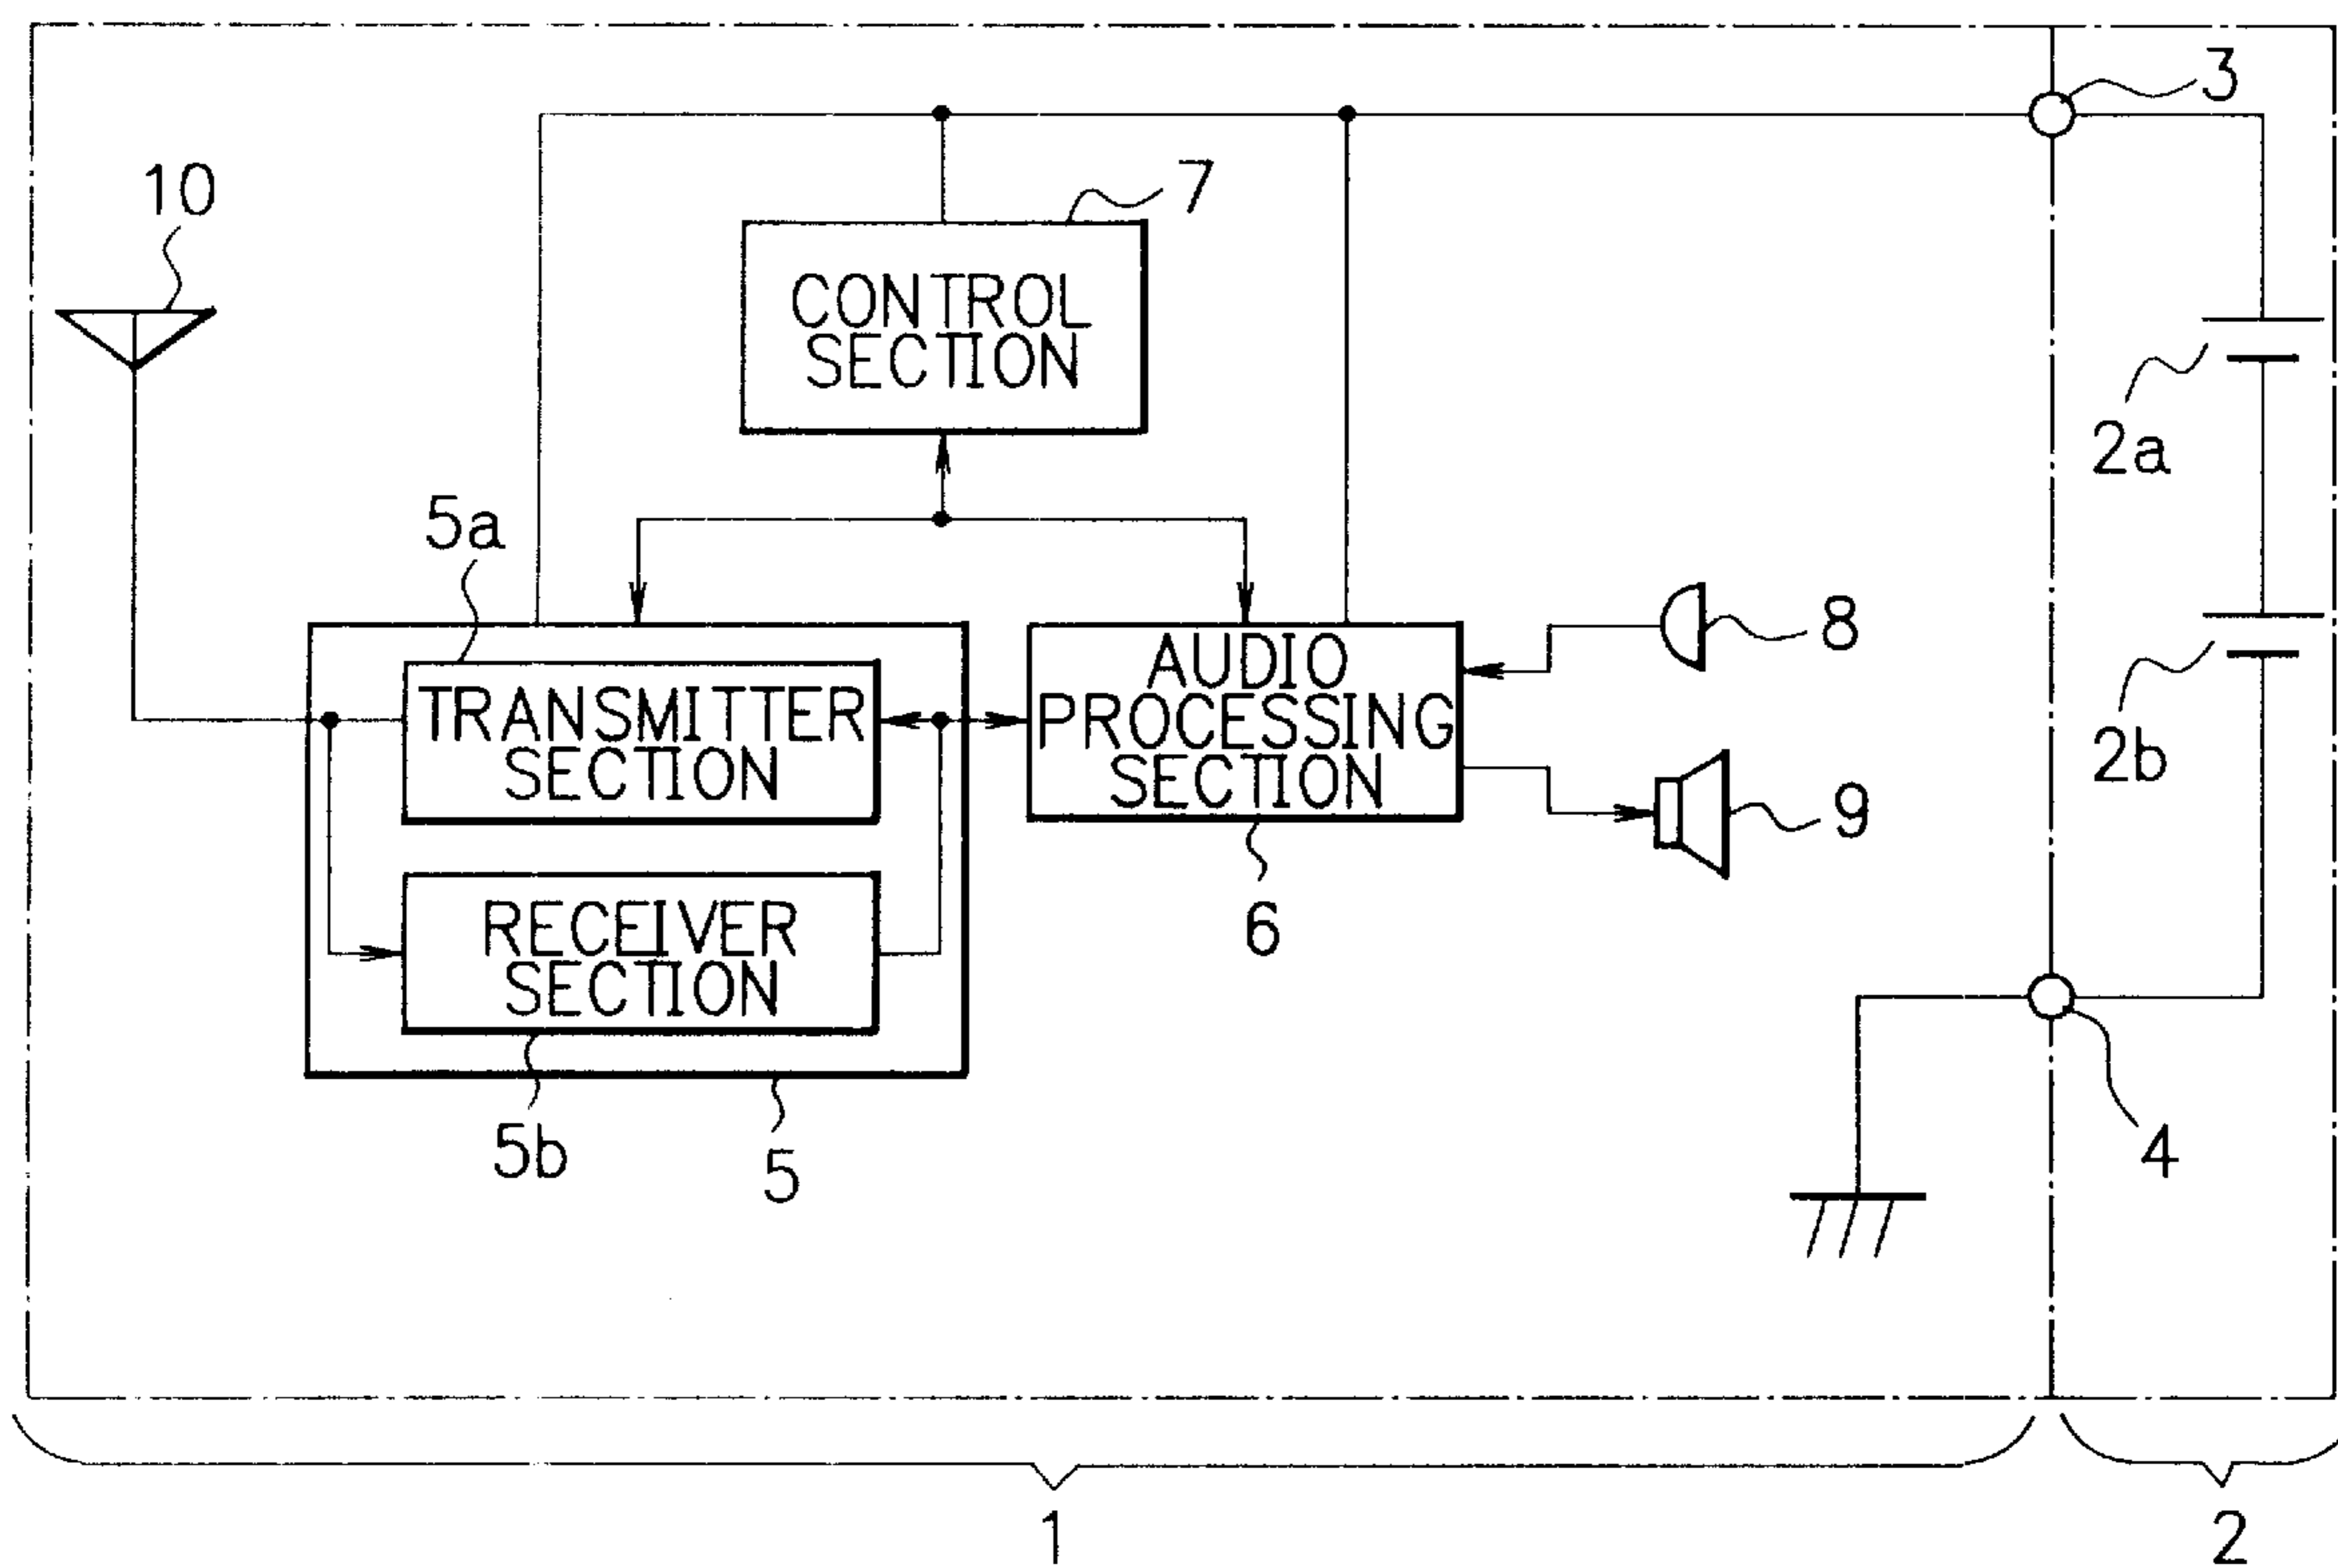 3
10
7
CONTROL
SECTION
2a
5a
8
AUDIO
PROCESSING
SECTION
TRANSMITTER
SECTION
2b
9
6
RECEIVER
SECTION
5b
5
4
1
2